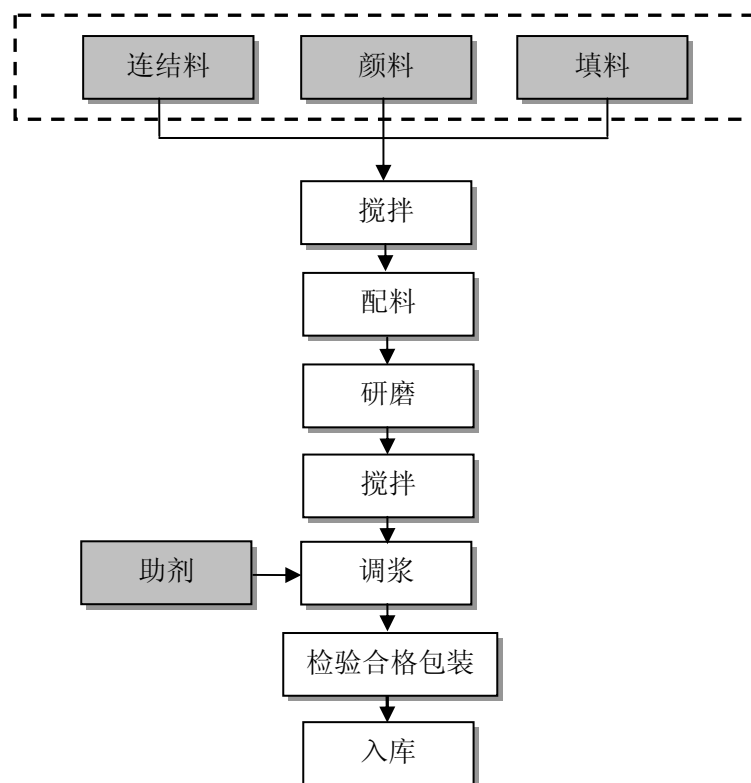 连结料 颜料 填料
搅拌
配料
研磨
搅拌
助剂 调浆
检验合格包装
入库